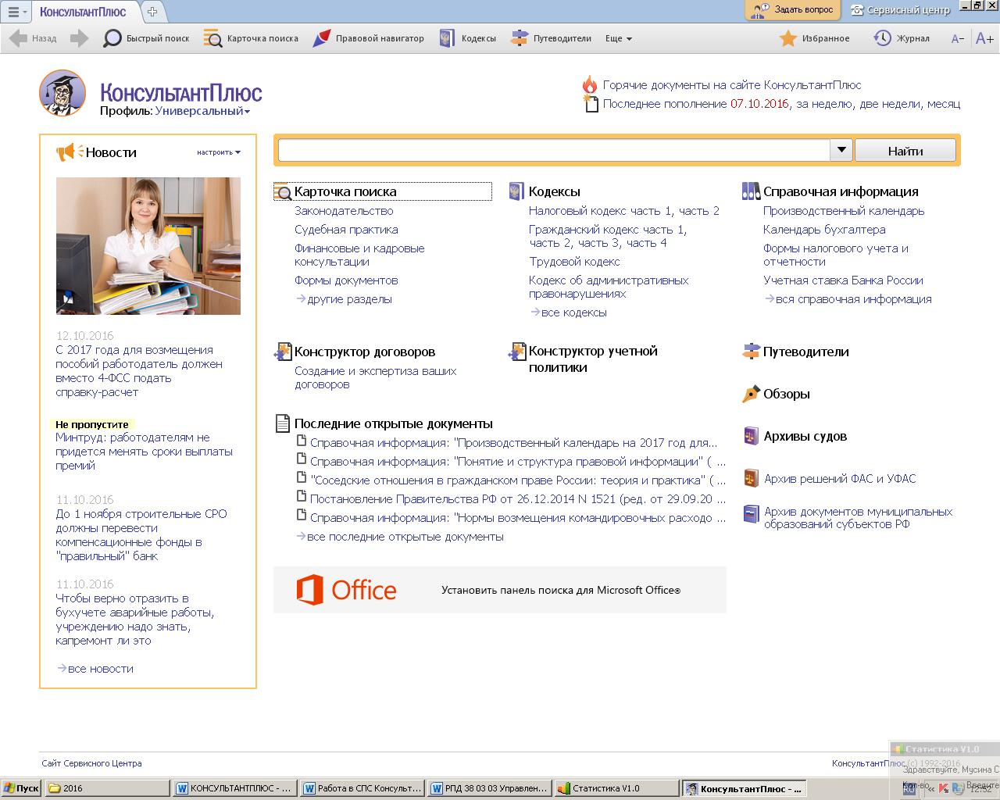 КонсультантПлюс
Задать вопрос
Сервисный центр
Назад
Быстрый поиск
Карточка поиска
Правовой навигатор
Кодексы
Путеводители
Еще
Избранное
Журнал
А−
А+
КонсультантПлюс
Профиль: Универсальный
Горячие документы на сайте КонсультантПлюс
Последнее пополнение 07.10.2016, за неделю, две недели, месяц
Новости
настроить
12.10.2016
С 2017 года для возмещения
пособий работодатель должен
вместо 4-ФСС подать
справку-расчет
Не пропустите
Минтруд: работодателям не
придется менять сроки выплаты
премий
11.10.2016
До 1 ноября строительные СРО
должны перевести
компенсационные фонды в
"правильный" банк
11.10.2016
Чтобы верно отразить в
бухучете аварийные работы,
учреждению надо знать,
капремонт ли это
все новости
Найти
Карточка поиска
Законодательство
Судебная практика
Финансовые и кадровые
консультации
Формы документов
другие разделы
Кодексы
Налоговый кодекс часть 1, часть 2
Гражданский кодекс часть 1,
часть 2, часть 3, часть 4
Трудовой кодекс
Кодекс об административных
правонарушениях
все кодексы
Справочная информация
Производственный календарь
Календарь бухгалтера
Формы налогового учета и
отчетности
Учетная ставка Банка России
вся справочная информация
Конструктор договоров
Создание и экспертиза ваших
договоров
Конструктор учетной
политики
Путеводители
Обзоры
Архивы судов
Архив решений ФАС и УФАС
Архив документов муниципальных
образований субъектов РФ
Последние открытые документы
Справочная информация: "Производственный календарь на 2017 год для...
Справочная информация: "Понятие и структура правовой информации" ( ...
"Соседские отношения в гражданском праве России: теория и практика" ( ...
Постановление Правительства РФ от 26.12.2014 N 1521 (ред. от 29.09.20 ...
Справочная информация: "Нормы возмещения командировочных расходо ...
все последние открытые документы
Office
Установить панель поиска для Microsoft Office®
Сайт Сервисного Центра
КонсультантПлюс (c) 1992-2016
Статистика V1.0
Здравствуйте, Мусина С
Кол-во
Введите
Пуск
2016
КОНСУЛЬТАНТПЛЮС - ...
Работа в СПС Консульт...
РПД 38 03 03 Управлен...
Статистика V1.0
КонсультантПлюс - ...
RU
12:52